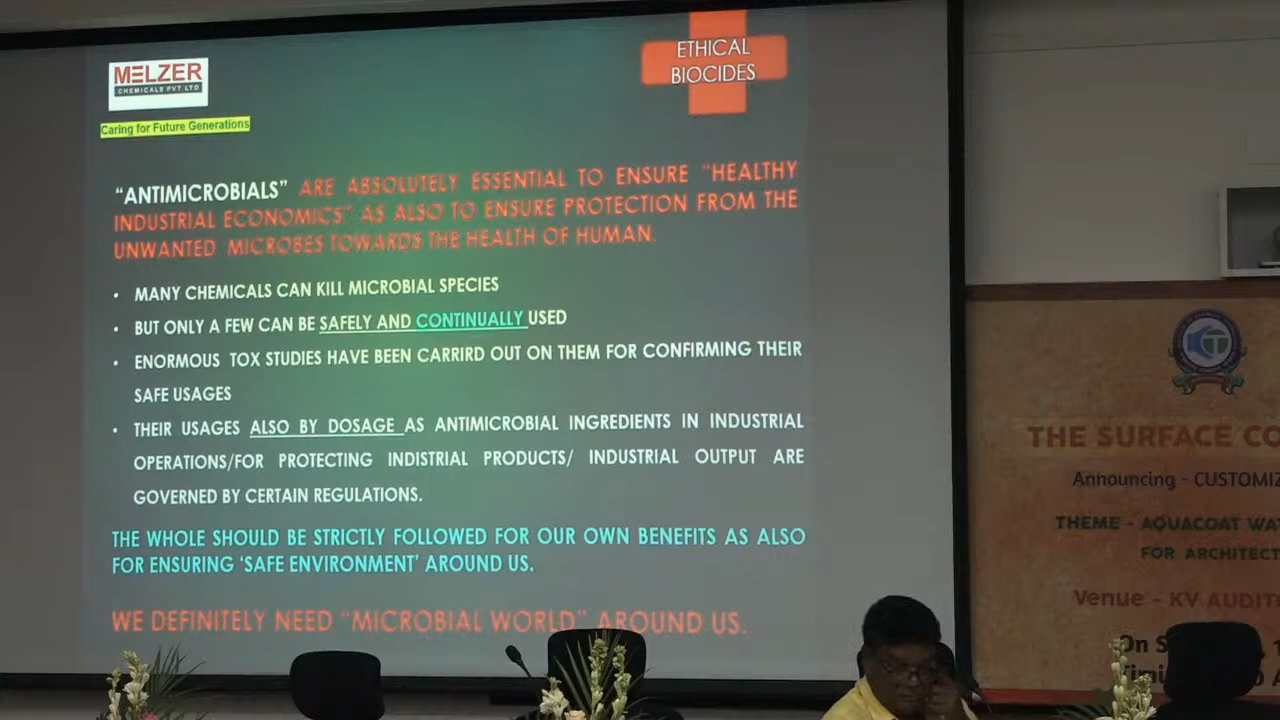 MELZER
CHEMICALS PVT LTD
Caring for Future Generations
ETHICAL
BIOCIDES
“ANTIMICROBIALS” ARE ABSOLUTELY ESSENTIAL TO ENSURE “HEALTHY
INDUSTRIAL ECONOMICS” AS ALSO TO ENSURE PROTECTION FROM THE
UNWANTED MICROBES TOWARDS THE HEALTH OF HUMAN.
• MANY CHEMICALS CAN KILL MICROBIAL SPECIES
• BUT ONLY A FEW CAN BE SAFELY AND CONTINUALLY USED
• ENORMOUS TOX STUDIES HAVE BEEN CARRIRD OUT ON THEM FOR CONFIRMING THEIR
SAFE USAGES
• THEIR USAGES ALSO BY DOSAGE AS ANTIMICROBIAL INGREDIENTS IN INDUSTRIAL
OPERATIONS/FOR PROTECTING INDISTRIAL PRODUCTS/ INDUSTRIAL OUTPUT ARE
GOVERNED BY CERTAIN REGULATIONS.
THE WHOLE SHOULD BE STRICTLY FOLLOWED FOR OUR OWN BENEFITS AS ALSO
FOR ENSURING ‘SAFE ENVIRONMENT’ AROUND US.
WE DEFINITELY NEED “MICROBIAL WORLD” AROUND US.
THE SURFACE CO
Announcing - CUSTOMIZ
THEME - AQUACOAT WA
FOR ARCHITECT
Venue - KV AUDITO
On S